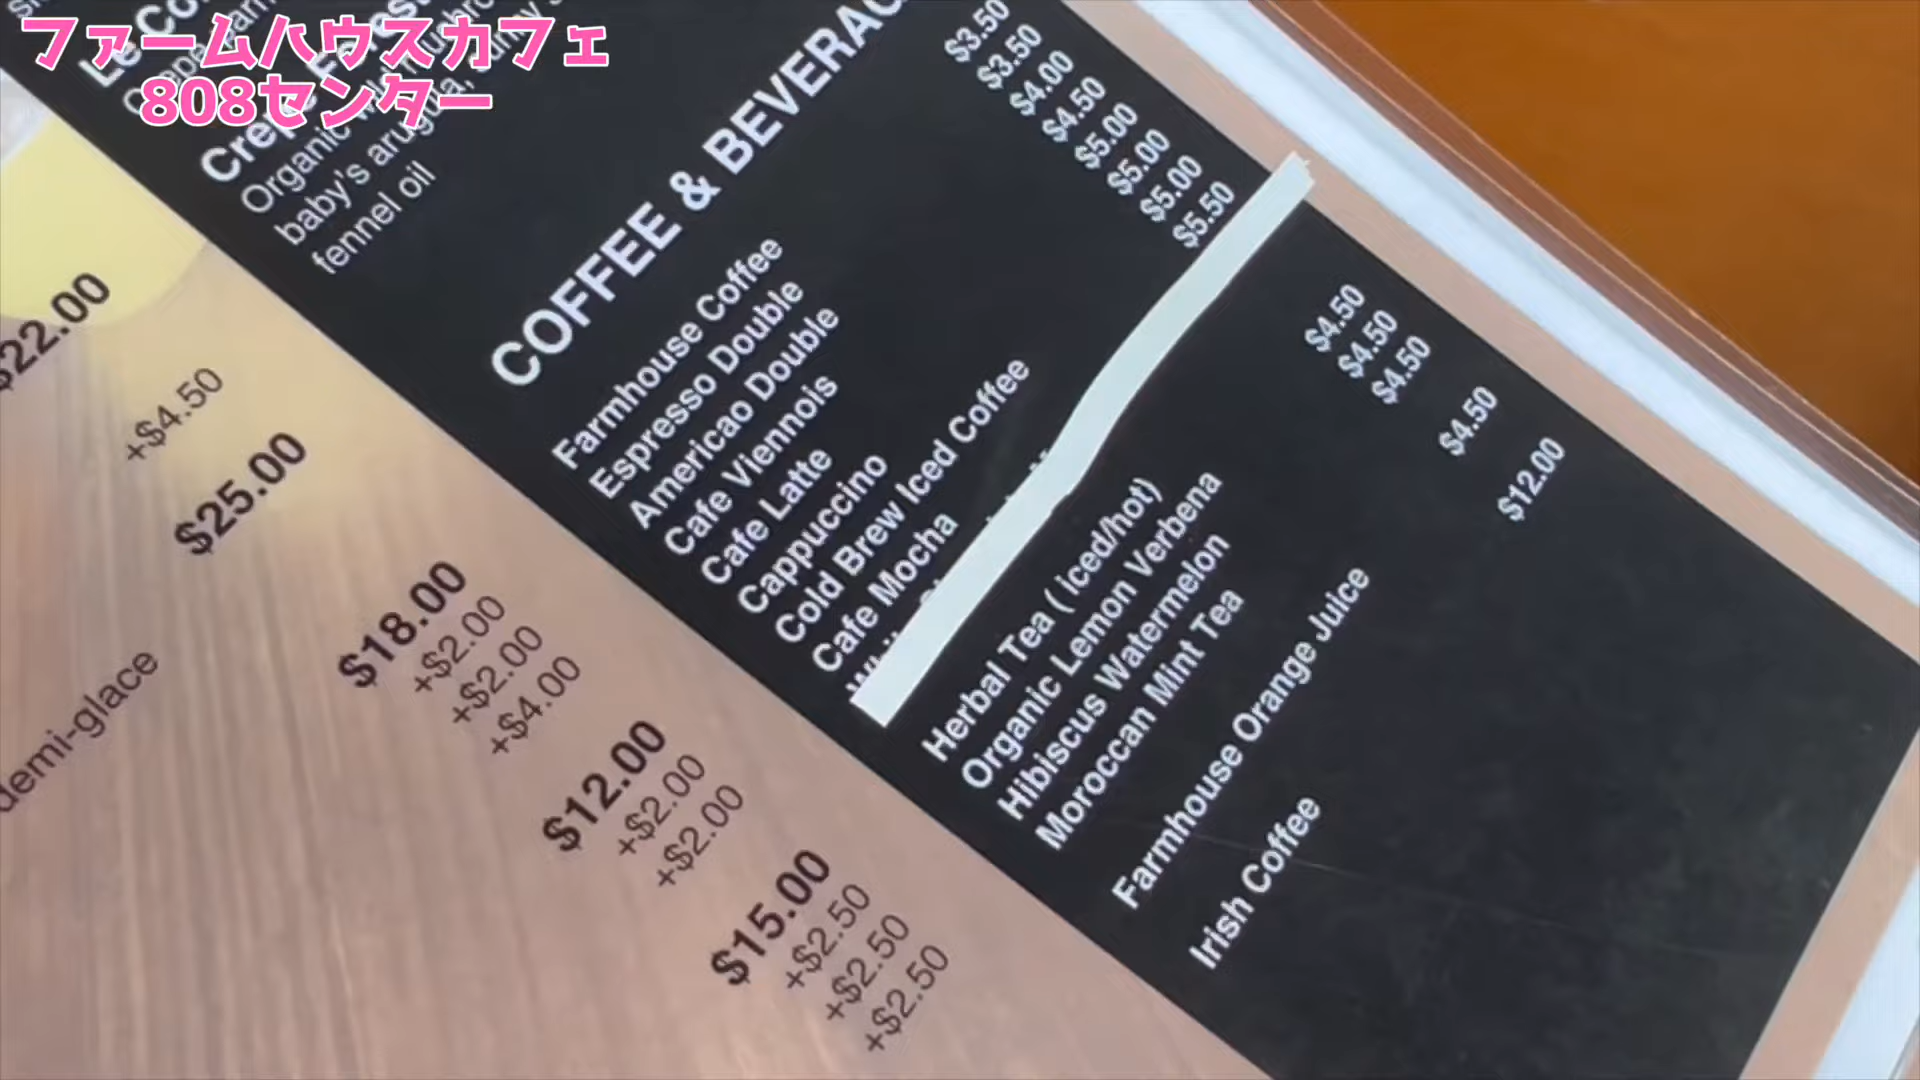 ファームハウスカフェ
808センター
fennel oil
$22.00
+$4.50
$25.00
demi-glace
$18.00
+$2.00
+$2.00
+$4.00
$12.00
+$2.00
+$2.00
$15.00
+$2.50
+$2.50
+$2.50
COFFEE &
Farmhouse Coffee $3.50
Espresso Double $3.50
Americao Double $4.00
Cafe Viennois $4.50
Cafe Latte $5.00
Cappuccino $5.00
Cold Brew Iced Coffee $5.00
Cafe Mocha $5.50
Herbal Tea ( iced/hot)
Organic Lemon Verbena $4.50
Hibiscus Watermelon $4.50
Moroccan Mint Tea $4.50
Farmhouse Orange Juice $4.50
Irish Coffee $12.00